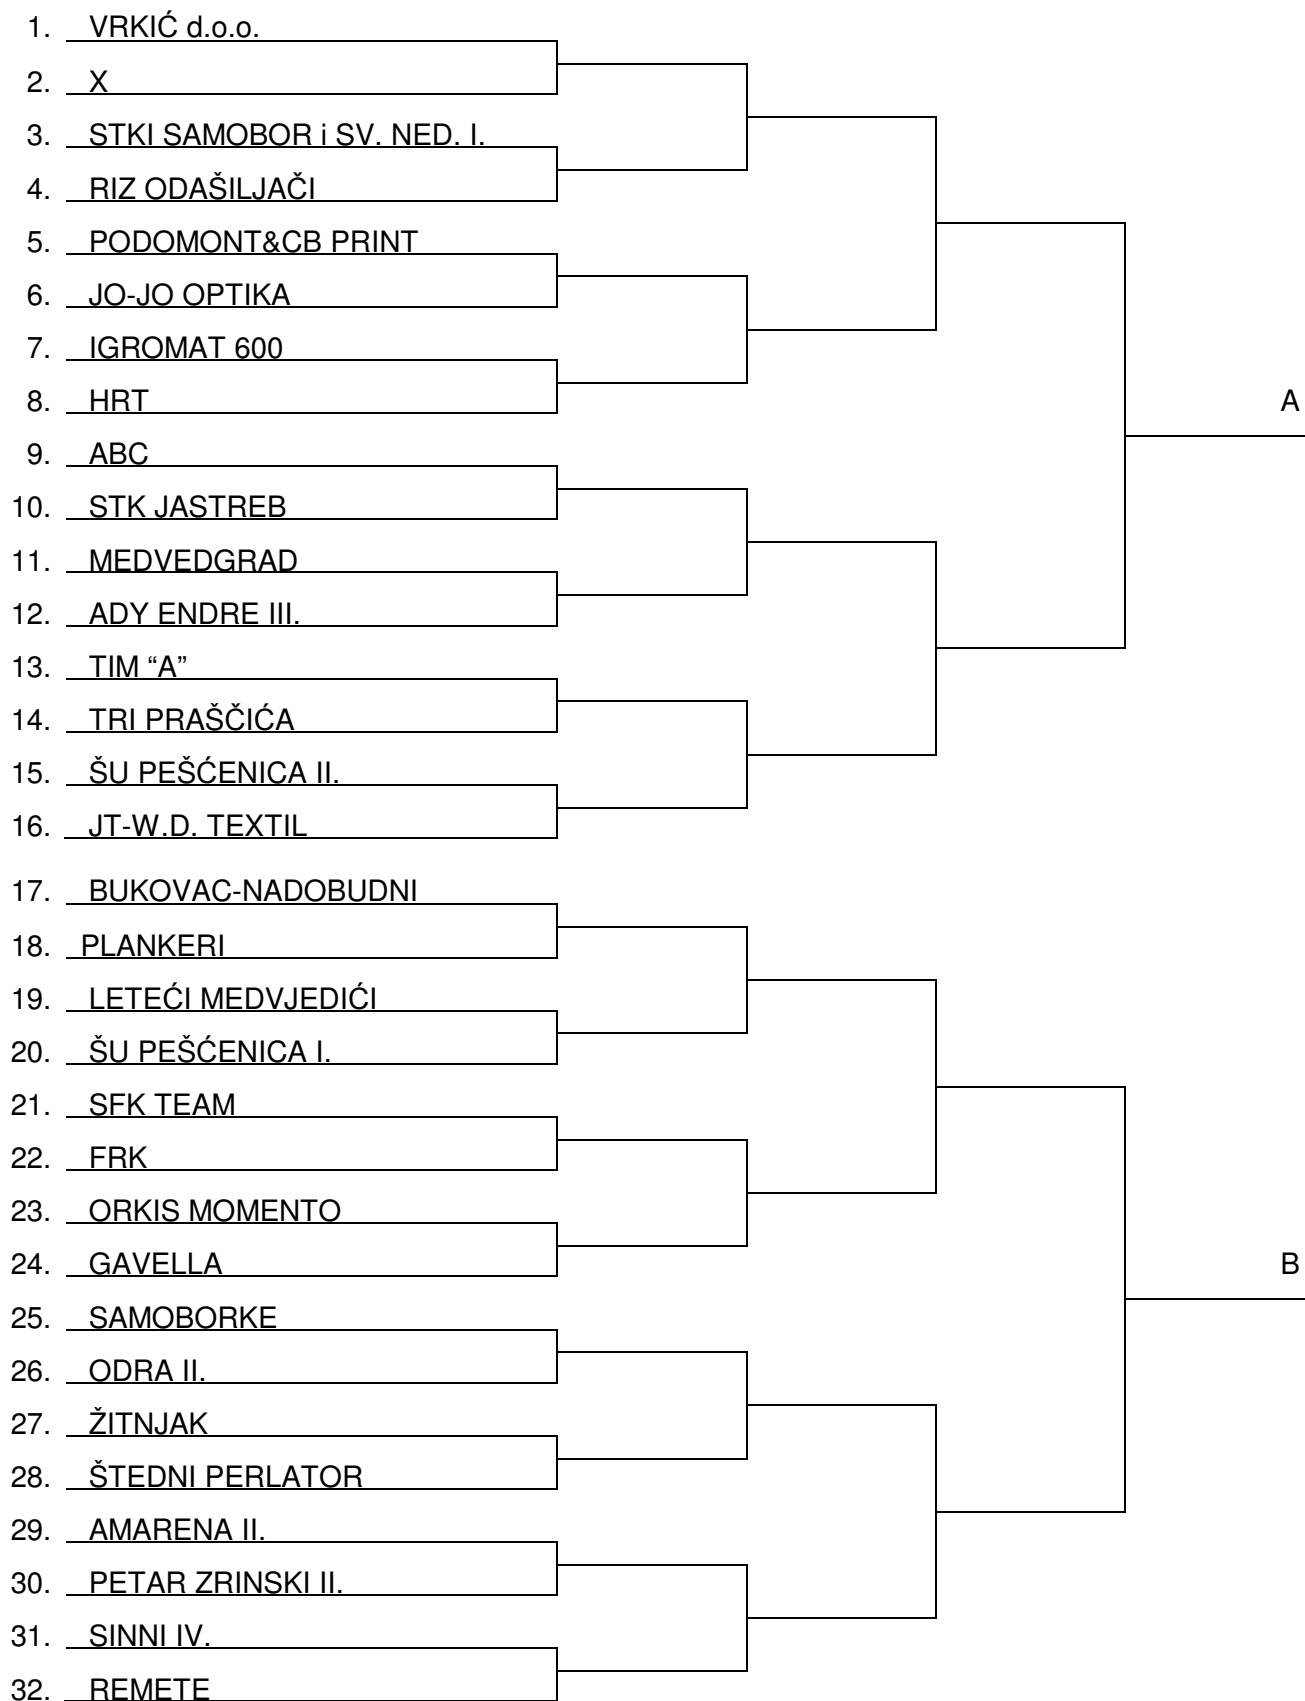 1. VRKIĆ d.o.o.
2. X
3. STKI SAMOBOR i SV. NED. I.
4. RIZ ODAŠILJAČI
5. PODOMONT&CB PRINT
6. JO-JO OPTIKA
7. IGROMAT 600
8. HRT
A
9. ABC
10. STK JASTREB
11. MEDVEDGRAD
12. ADY ENDRE III.
13. TIM “A”
14. TRI PRAŠČIĆA
15. ŠU PEŠĆENICA II.
16. JT-W.D. TEXTIL
17. BUKOVAC-NADOBUDNI
18. PLANKERI
19. LETEĆI MEDVJEDIĆI
20. ŠU PEŠĆENICA I.
21. SFK TEAM
22. FRK
23. ORKIS MOMENTO
24. GAVELLA
B
25. SAMOBORKE
26. ODRA II.
27. ŽITNJAK
28. ŠTEDNI PERLATOR
29. AMARENA II.
30. PETAR ZRINSKI II.
31. SINNI IV.
32. REMETE